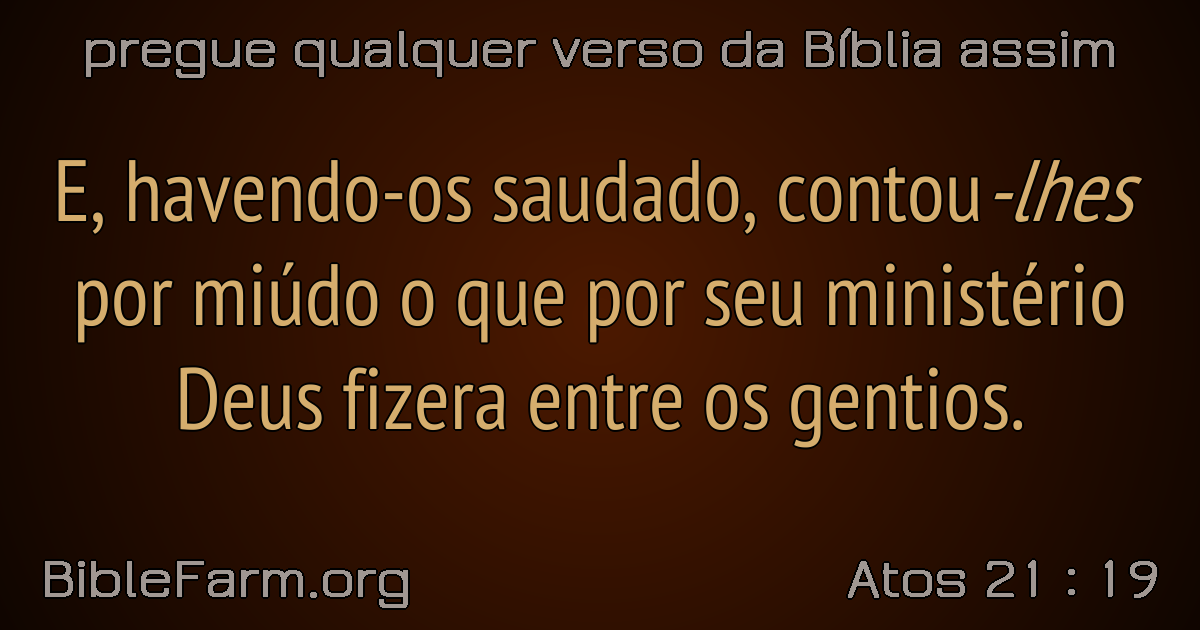 pregue qualquer verso da Bíblia assim
E, havendo-os saudado, contou-lhes
por miúdo o que por seu ministério
Deus fizera entre os gentios.
BibleFarm.org
Atos 21 : 19